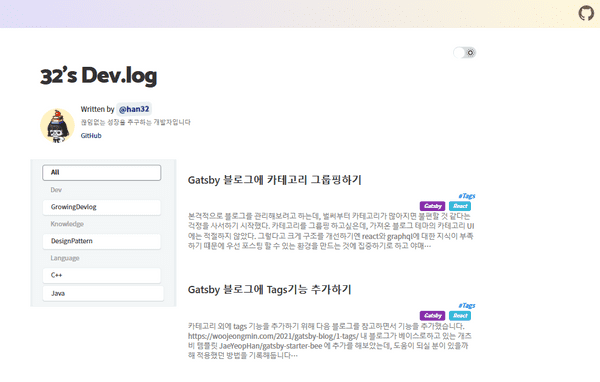 32's Dev.log
Written by @han32
끊임없는 성장을 추구하는 개발자입니다
GitHub
All
Dev
GrowingDevlog
Knowledge
DesignPattern
Language
C++
Java
Gatsby 블로그에 카테고리 그룹핑하기
#Tags
Gatsby React
본격적으로 블로그를 관리해보려고 하는데, 벌써부터 카테고리가 많아지면 불편할 것 같다는
걱정을 사서하기 시작했다. 카테고리를 그룹핑 하고싶은데, 가져온 블로그 테마의 카테고리 UI
에는 적절하지 않았다. 그렇다고 크게 구조를 개선하기엔 react와 graphql에 대한 지식이 부족
하기 때문에 우선 포스팅 할 수 있는 환경을 만드는 것에 집중하기로 하고 야매…
Gatsby 블로그에 Tags기능 추가하기
#Tags
Gatsby React
카테고리 외에 tags 기능을 추가하기 위해 다음 블로그를 참고하면서 기능을 추가했습니다.
https://woojeongmin.com/2021/gatsby-blog/1-tags/ 내 블로그가 베이스로하고 있는 개츠
비 템플릿 JaeYeopHan/gatsby-starter-bee 에 추가를 해보았는데, 도움이 되실 분이 있을까
해 적용했던 방법을 기록해둡니다…